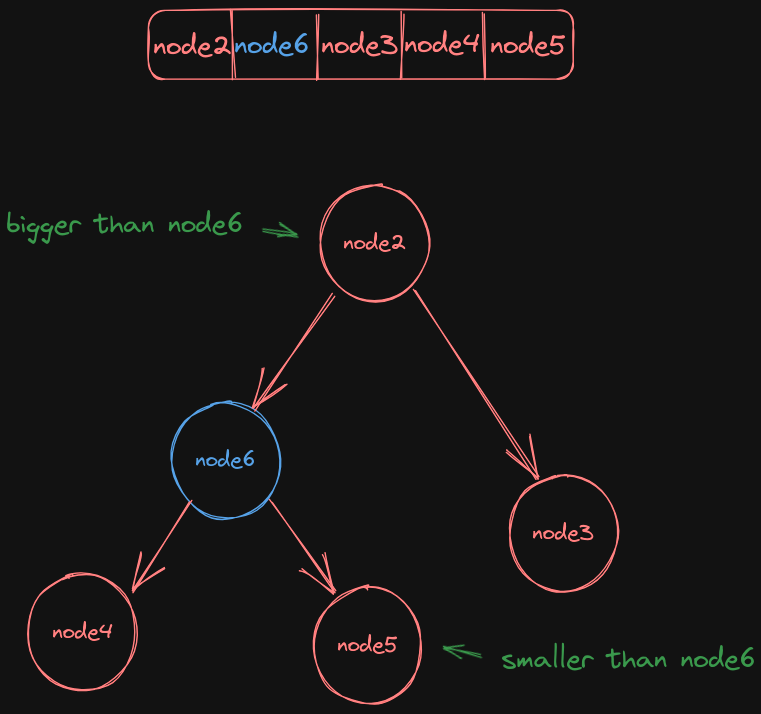 node2 node6 node3 node4 node5
bigger than node6
node2
node6
node3
node4
node5
smaller than node6